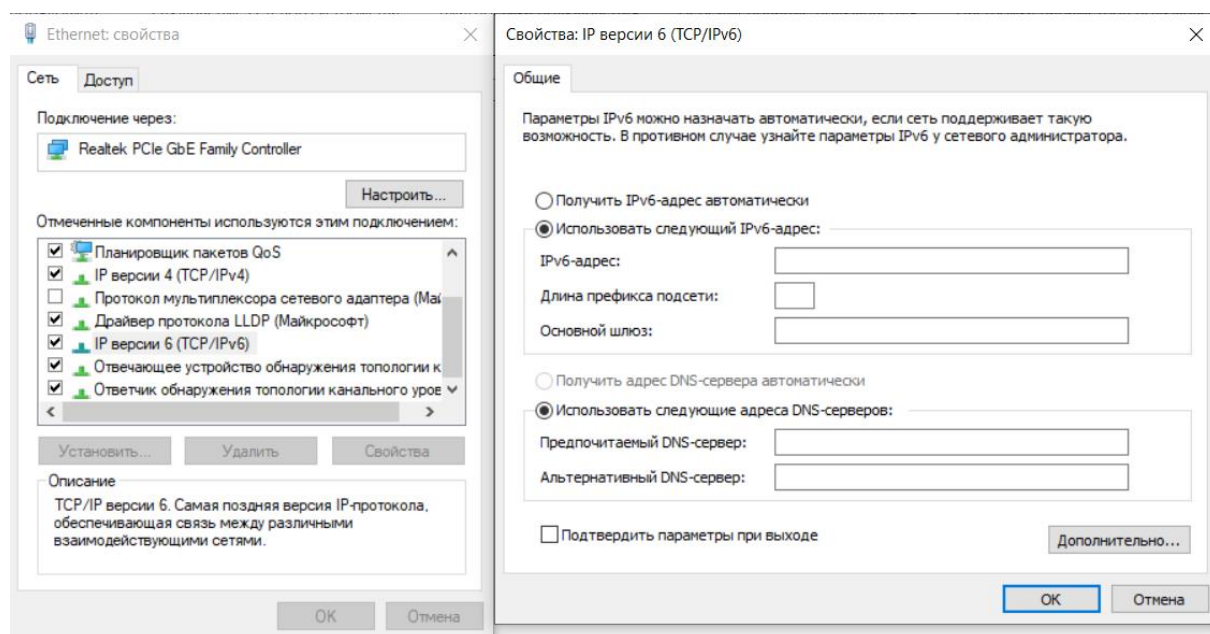 Ethernet: свойства
Сеть
Доступ
Подключение через:
Realtek PCIe GbE Family Controller
Настроить...
Отмеченные компоненты используются этим подключением:
Планировщик пакетов QoS
IP версии 4 (TCP/IPv4)
Протокол мультиплексора сетевого адаптера (Май
Драйвер протокола LLDP (Майкрософт)
IP версии 6 (TCP/IPv6)
Отвечающее устройство обнаружения топологии к
Ответчик обнаружения топологии канального уров
Установить...
Удалить
Свойства
Описание
TCP/IP версии 6. Самая поздняя версия IP-протокола,
обеспечивающая связь между различными
взаимодействующими сетями.
OK
Отмена
Свойства: IP версии 6 (TCP/IPv6)
Общие
Параметры IPv6 можно назначать автоматически, если сеть поддерживает такую
возможность. В противном случае узнайте параметры IPv6 у сетевого администратора.
Получить IPv6-адрес автоматически
Использовать следующий IPv6-адрес:
IPv6-адрес:
Длина префикса подсети:
Основной шлюз:
Получить адрес DNS-сервера автоматически
Использовать следующие адреса DNS-серверов:
Предпочитаемый DNS-сервер:
Альтернативный DNS-сервер:
Подтвердить параметры при выходе
Дополнительно...
OK
Отмена